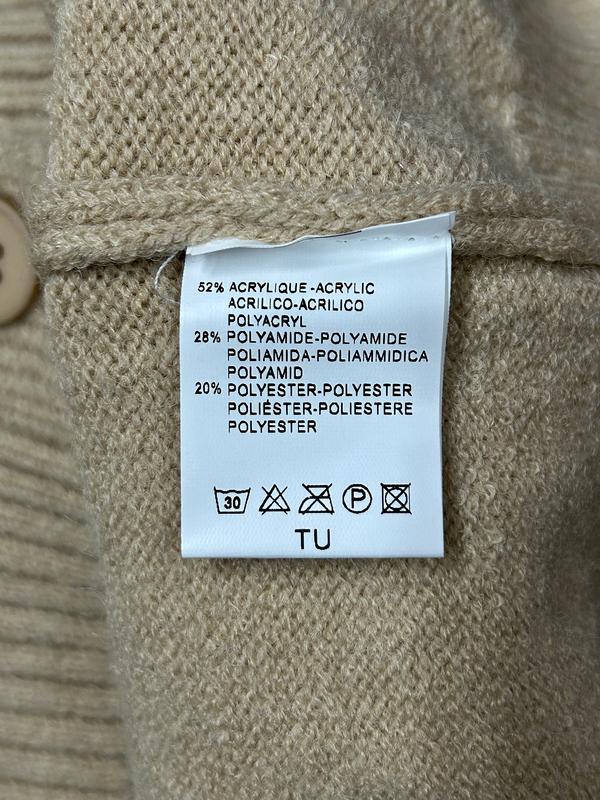 52% ACRYLIQUE-ACRYLIC
ACRILICO-ACRILICO
POLYACRYL
28% POLYAMIDE-POLYAMIDE
POLIAMIDA-POLIAMMIDICA
POLYAMID
20% POLYESTER-POLYESTER
POLIÉSTER-POLIESTERE
POLYESTER
30 P
TU